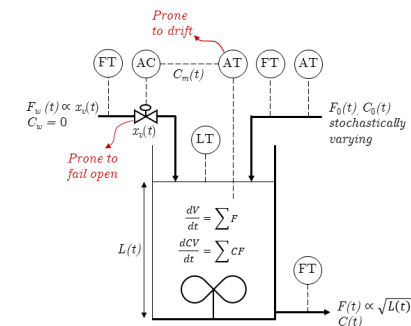 Prone
to drift
FT
AC
AT
FT
AT
C_m(t)
F_w (t) ∝ x_v(t)
C_w = 0
x_v(t)
F_0(t), C_0(t)
stochastically
varying
LT
Prone to
fail open
dV/dt = ∑ F
dCV/dt = ∑ CF
L(t)
FT
F(t) ∝ √L(t)
C(t)